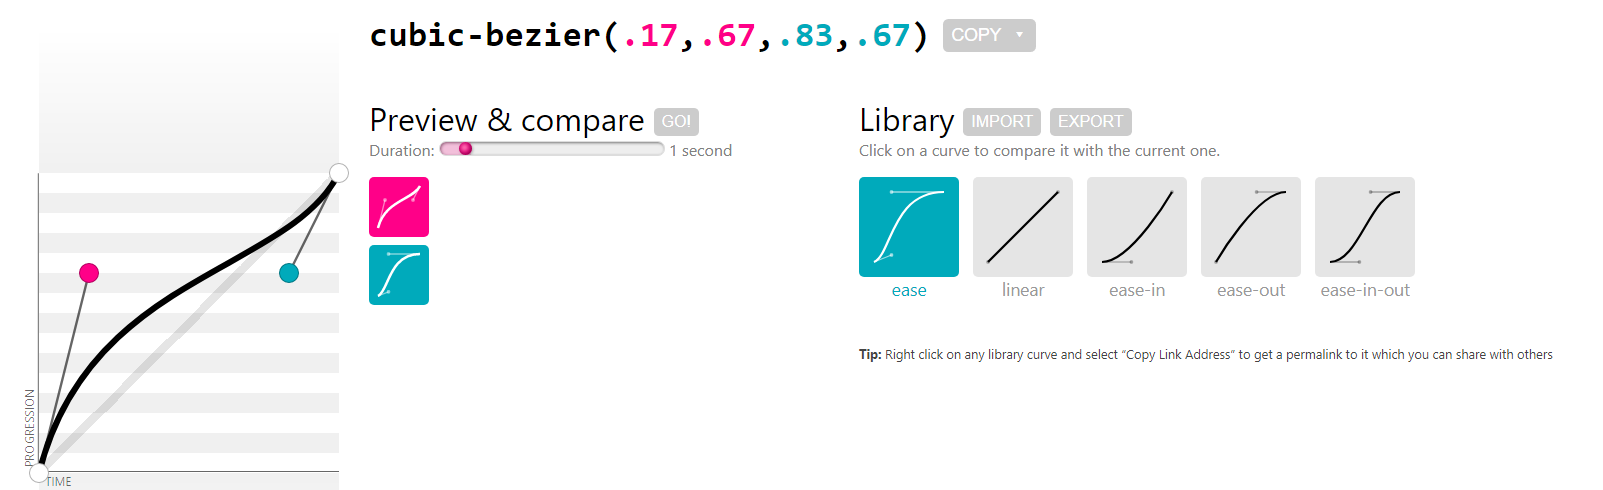 cubic-bezier(.17,.67,.83,.67) COPY
Preview & compare GO!
Duration: 1 second
Library IMPORT EXPORT
Click on a curve to compare it with the current one.
ease linear ease-in ease-out ease-in-out
Tip: Right click on any library curve and select “Copy Link Address” to get a permalink to it which you can share with others
PROGRESSION
TIME